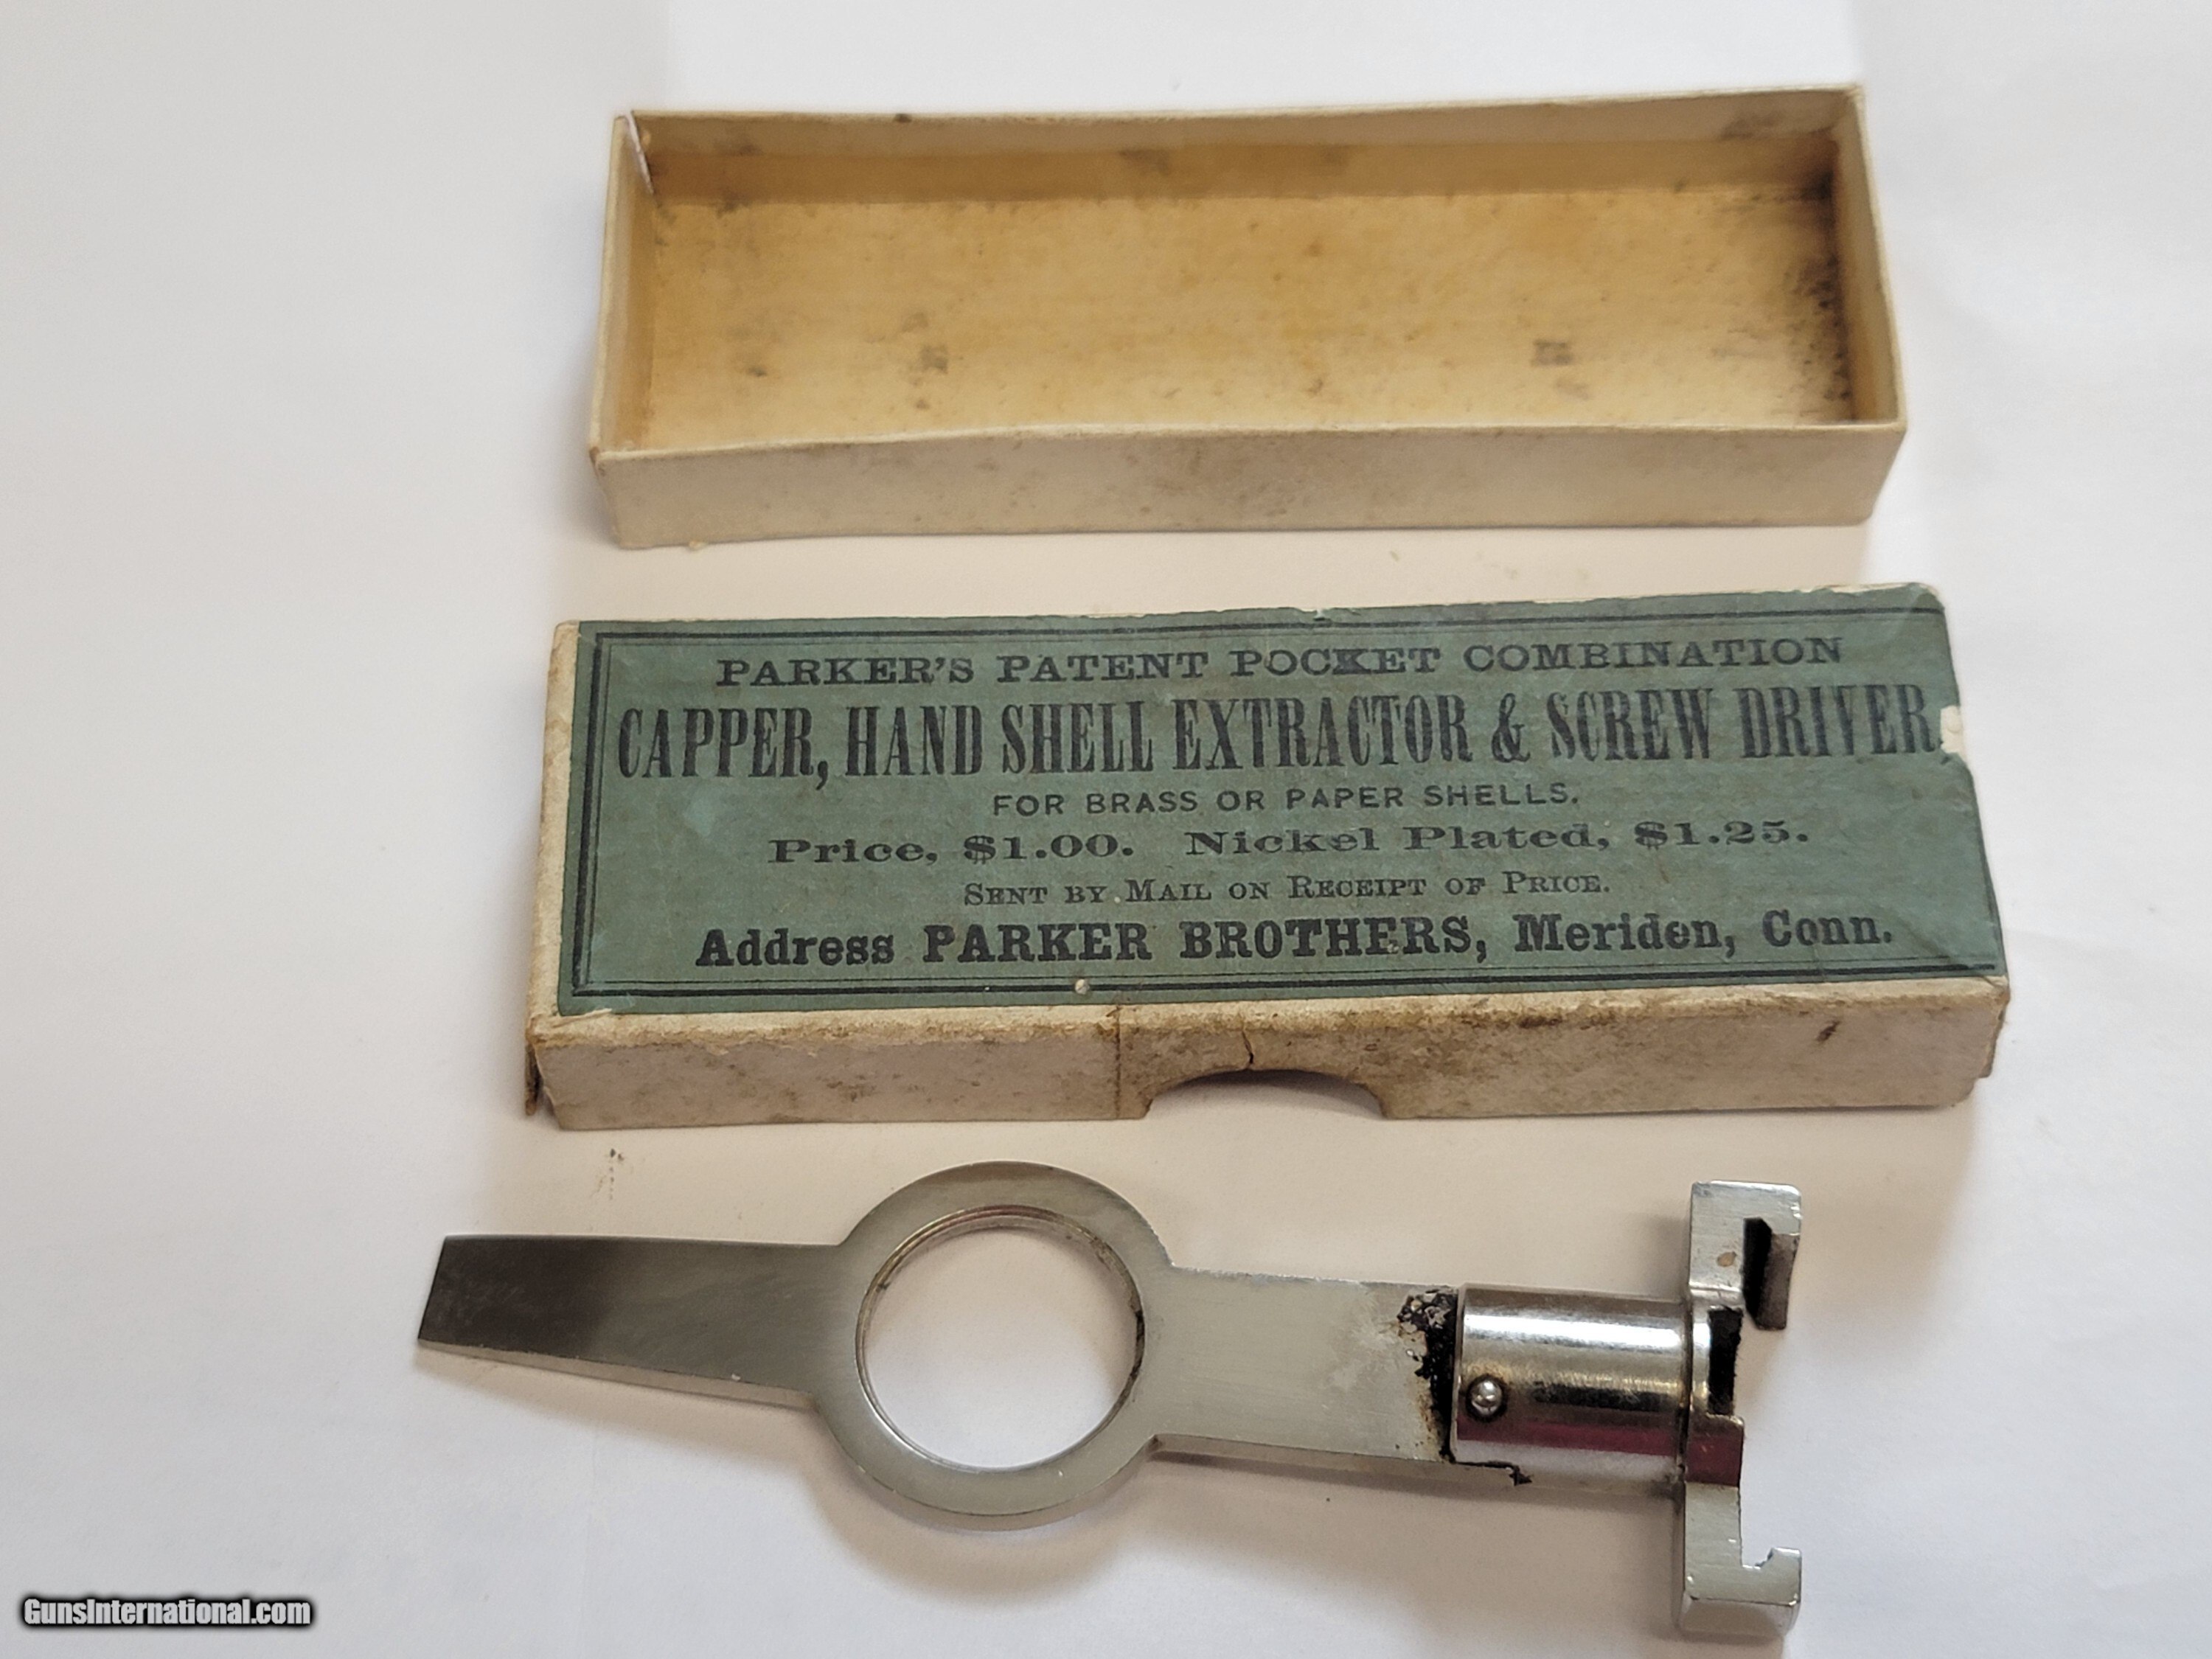 PARKER'S PATENT POCKET COMBINATION
CAPPER, HAND SHELL EXTRACTOR & SCREW DRIVER
FOR BRASS OR PAPER SHELLS.
Price, $1.00. Nickel Plated, $1.25.
SENT BY MAIL ON RECEIPT OF PRICE.
Address PARKER BROTHERS, Meriden, Conn.
GunsInternational.com